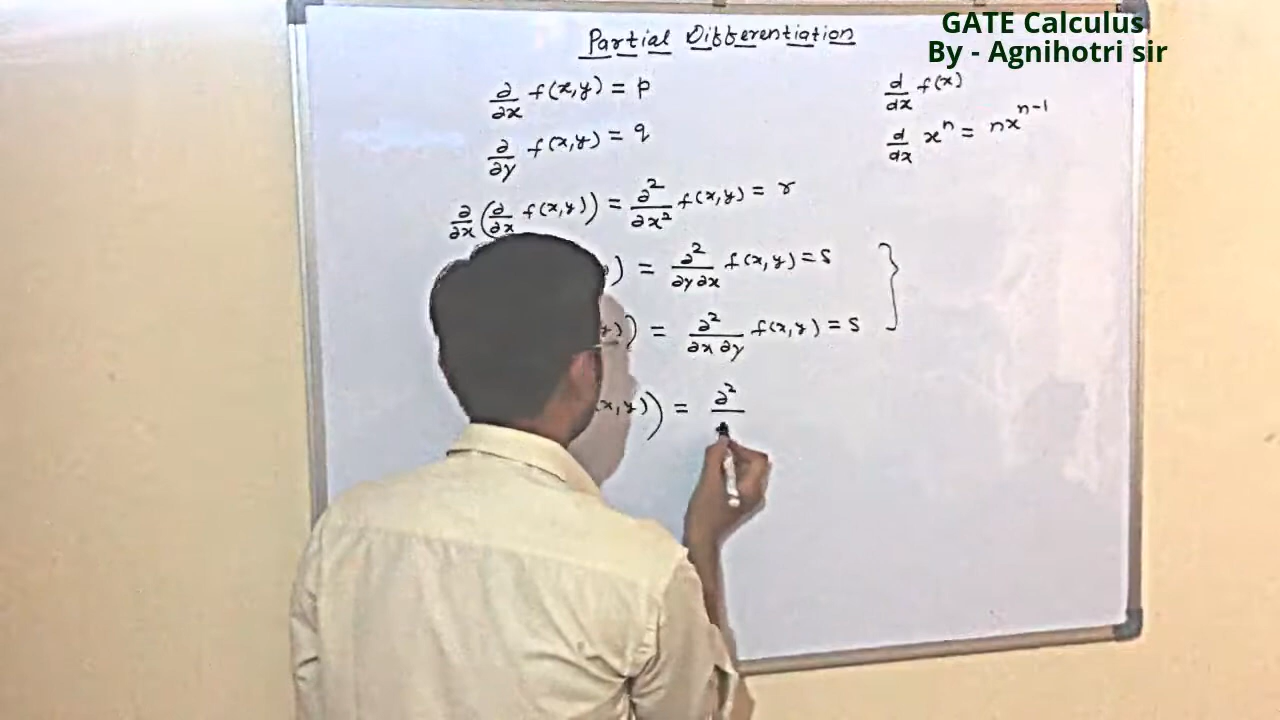 GATE Calculus
By - Agnihotri sir
Partial Differentiation
∂/∂x f(x,y) = p
∂/∂y f(x,y) = q
∂/∂x (∂/∂x f(x,y)) = ∂²/∂x² f(x,y) = r
) = ∂²/∂y∂x f(x,y) = s
y)) = ∂²/∂x∂y f(x,y) = s }
(x,y)) = ∂²/
d/dx f(x)
d/dx xⁿ = nxⁿ⁻¹